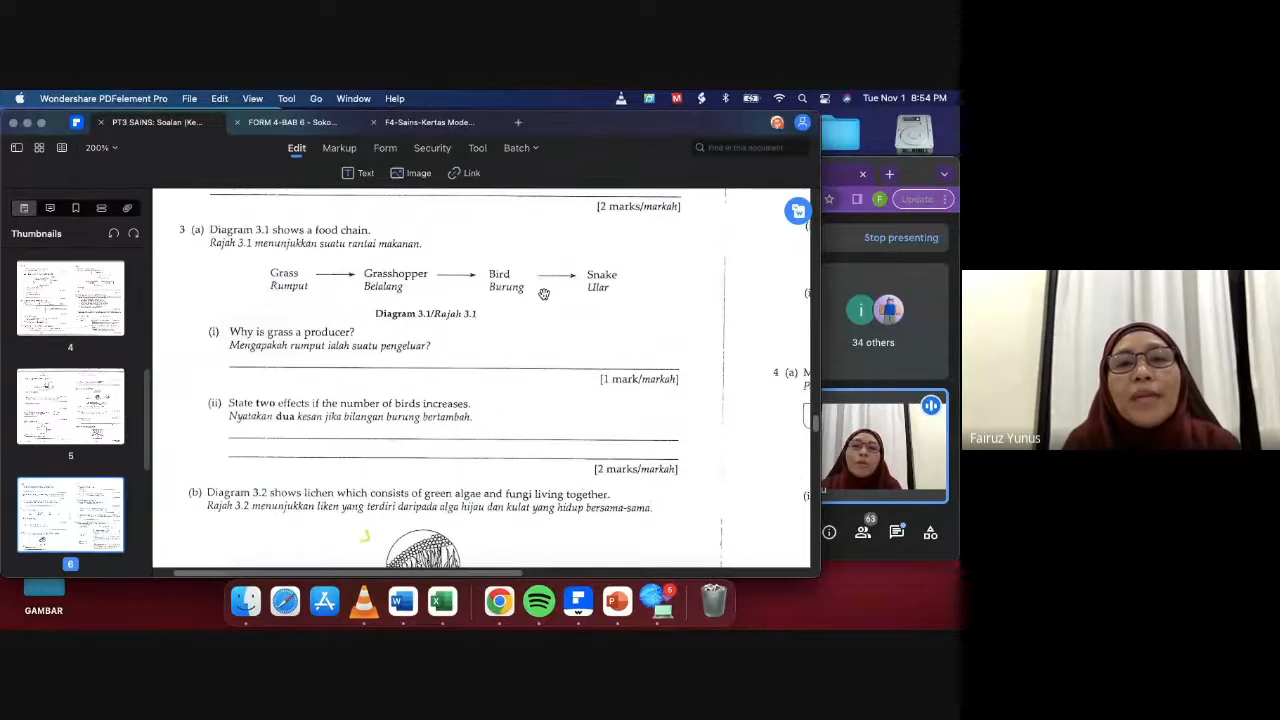 Wondershare PDFelement Pro File Edit View Tool Go Window Help Tue Nov 1 8:54 PM
PT3 SAINS: Soalan (Ke... FORM 4-BAB 6 - Soko... F4-Sains-Kertas Mode...
200% Edit Markup Form Security Tool Batch Find in this document
Text Image Link
Update
Stop presenting
Thumbnails
4
5
6
[2 marks/markah]
3 (a) Diagram 3.1 shows a food chain.
Rajah 3.1 menunjukkan suatu rantai makanan.
Grass Grasshopper Bird Snake
Rumput Belalang Burung Ular
Diagram 3.1/Rajah 3.1
(i) Why is grass a producer?
Mengapakah rumput ialah suatu pengeluar?
[1 mark/markah]
(ii) State two effects if the number of birds increases.
Nyatakan dua kesan jika bilangan burung bertambah.
[2 marks/markah]
(b) Diagram 3.2 shows lichen which consists of green algae and fungi living together.
Rajah 3.2 menunjukkan liken yang terdiri daripada alga hijau dan kulat yang hidup bersama-sama.
4 (a) M
F
i
34 others
63
GAMBAR
5
Fairuz Yunus